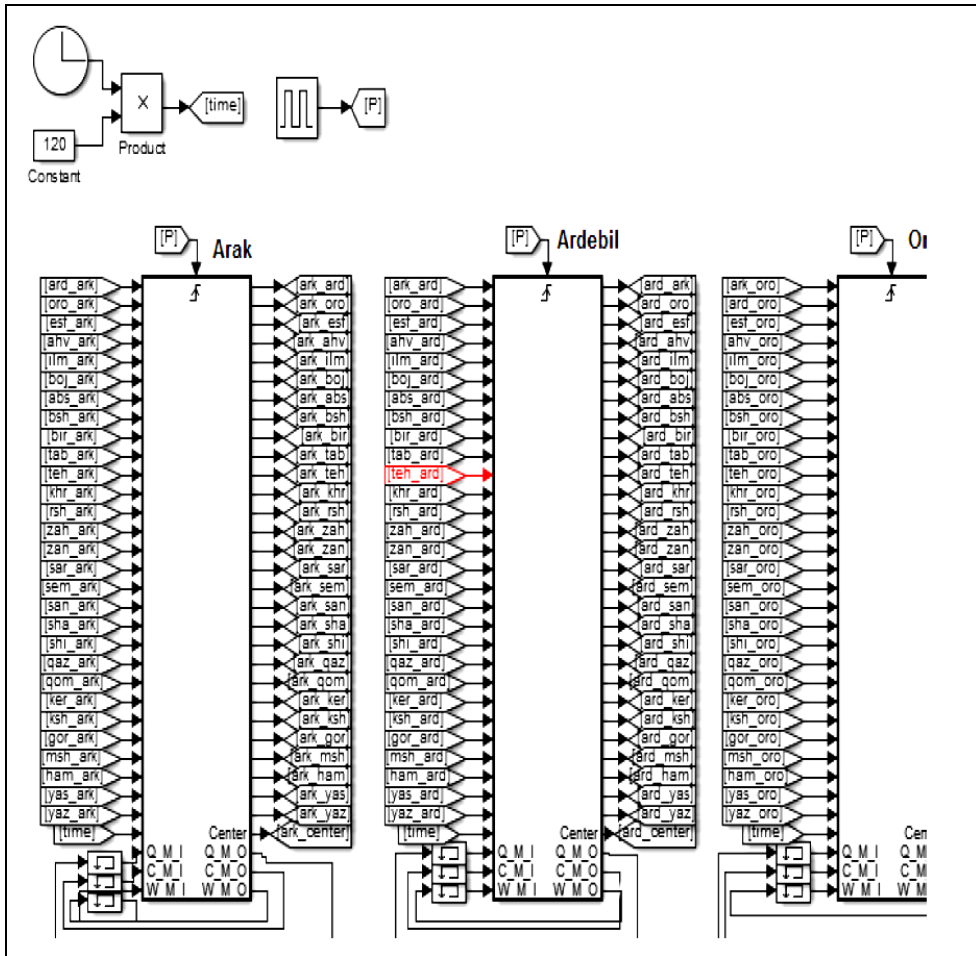 [time]
[P]
X
120
Product
Constant
[P]
Arak
[ard_ark]
[oro_ark]
[esf_ark]
[ahv_ark]
[ilm_ark]
[boj_ark]
[abs_ark]
[bsh_ark]
[bir_ark]
[tab_ark]
[teh_ark]
[khr_ark]
[rsh_ark]
[zah_ark]
[zan_ark]
[sar_ark]
[sem_ark]
[san_ark]
[sha_ark]
[shi_ark]
[qaz_ark]
[qom_ark]
[ker_ark]
[ksh_ark]
[gor_ark]
[msh_ark]
[ham_ark]
[yas_ark]
[yaz_ark]
[time]
Center
Q_M_I Q_M_O
C_M_I C_M_O
W_M_I W_M_O
[ark_ard]
[ark_oro]
[ark_esf]
[ark_ahv]
[ark_ilm]
[ark_boj]
[ark_abs]
[ark_bsh]
[ark_bir]
[ark_tab]
[ark_teh]
[ark_khr]
[ark_rsh]
[ark_zah]
[ark_zan]
[ark_sar]
[ark_sem]
[ark_san]
[ark_sha]
[ark_shi]
[ark_qaz]
[ark_qom]
[ark_ker]
[ark_ksh]
[ark_gor]
[ark_msh]
[ark_ham]
[ark_yas]
[ark_yaz]
[ark_center]
[P]
Ardebil
[ark_ard]
[oro_ard]
[esf_ard]
[ahv_ard]
[ilm_ard]
[boj_ard]
[abs_ard]
[bsh_ard]
[bir_ard]
[tab_ard]
[teh_ard]
[khr_ard]
[rsh_ard]
[zah_ard]
[zan_ard]
[sar_ard]
[sem_ard]
[san_ard]
[sha_ard]
[shi_ard]
[qaz_ard]
[qom_ard]
[ker_ard]
[ksh_ard]
[gor_ard]
[msh_ard]
[ham_ard]
[yas_ard]
[yaz_ard]
[time]
Center
Q_M_I Q_M_O
C_M_I C_M_O
W_M_I W_M_O
[ard_ark]
[ard_oro]
[ard_esf]
[ard_ahv]
[ard_ilm]
[ard_boj]
[ard_abs]
[ard_bsh]
[ard_bir]
[ard_tab]
[ard_teh]
[ard_khr]
[ard_rsh]
[ard_zah]
[ard_zan]
[ard_sar]
[ard_sem]
[ard_san]
[ard_sha]
[ard_shi]
[ard_qaz]
[ard_qom]
[ard_ker]
[ard_ksh]
[ard_gor]
[ard_msh]
[ard_ham]
[ard_yas]
[ard_yaz]
[ard_center]
[P]
[ark_oro]
[ard_oro]
[esf_oro]
[ahv_oro]
[ilm_oro]
[boj_oro]
[abs_oro]
[bsh_oro]
[bir_oro]
[tab_oro]
[teh_oro]
[khr_oro]
[rsh_oro]
[zah_oro]
[zan_oro]
[sar_oro]
[sem_oro]
[san_oro]
[sha_oro]
[shi_oro]
[qaz_oro]
[qom_oro]
[ker_oro]
[ksh_oro]
[gor_oro]
[msh_oro]
[ham_oro]
[yas_oro]
[yaz_oro]
[time]
Q_M_I
C_M_I
W_M_I